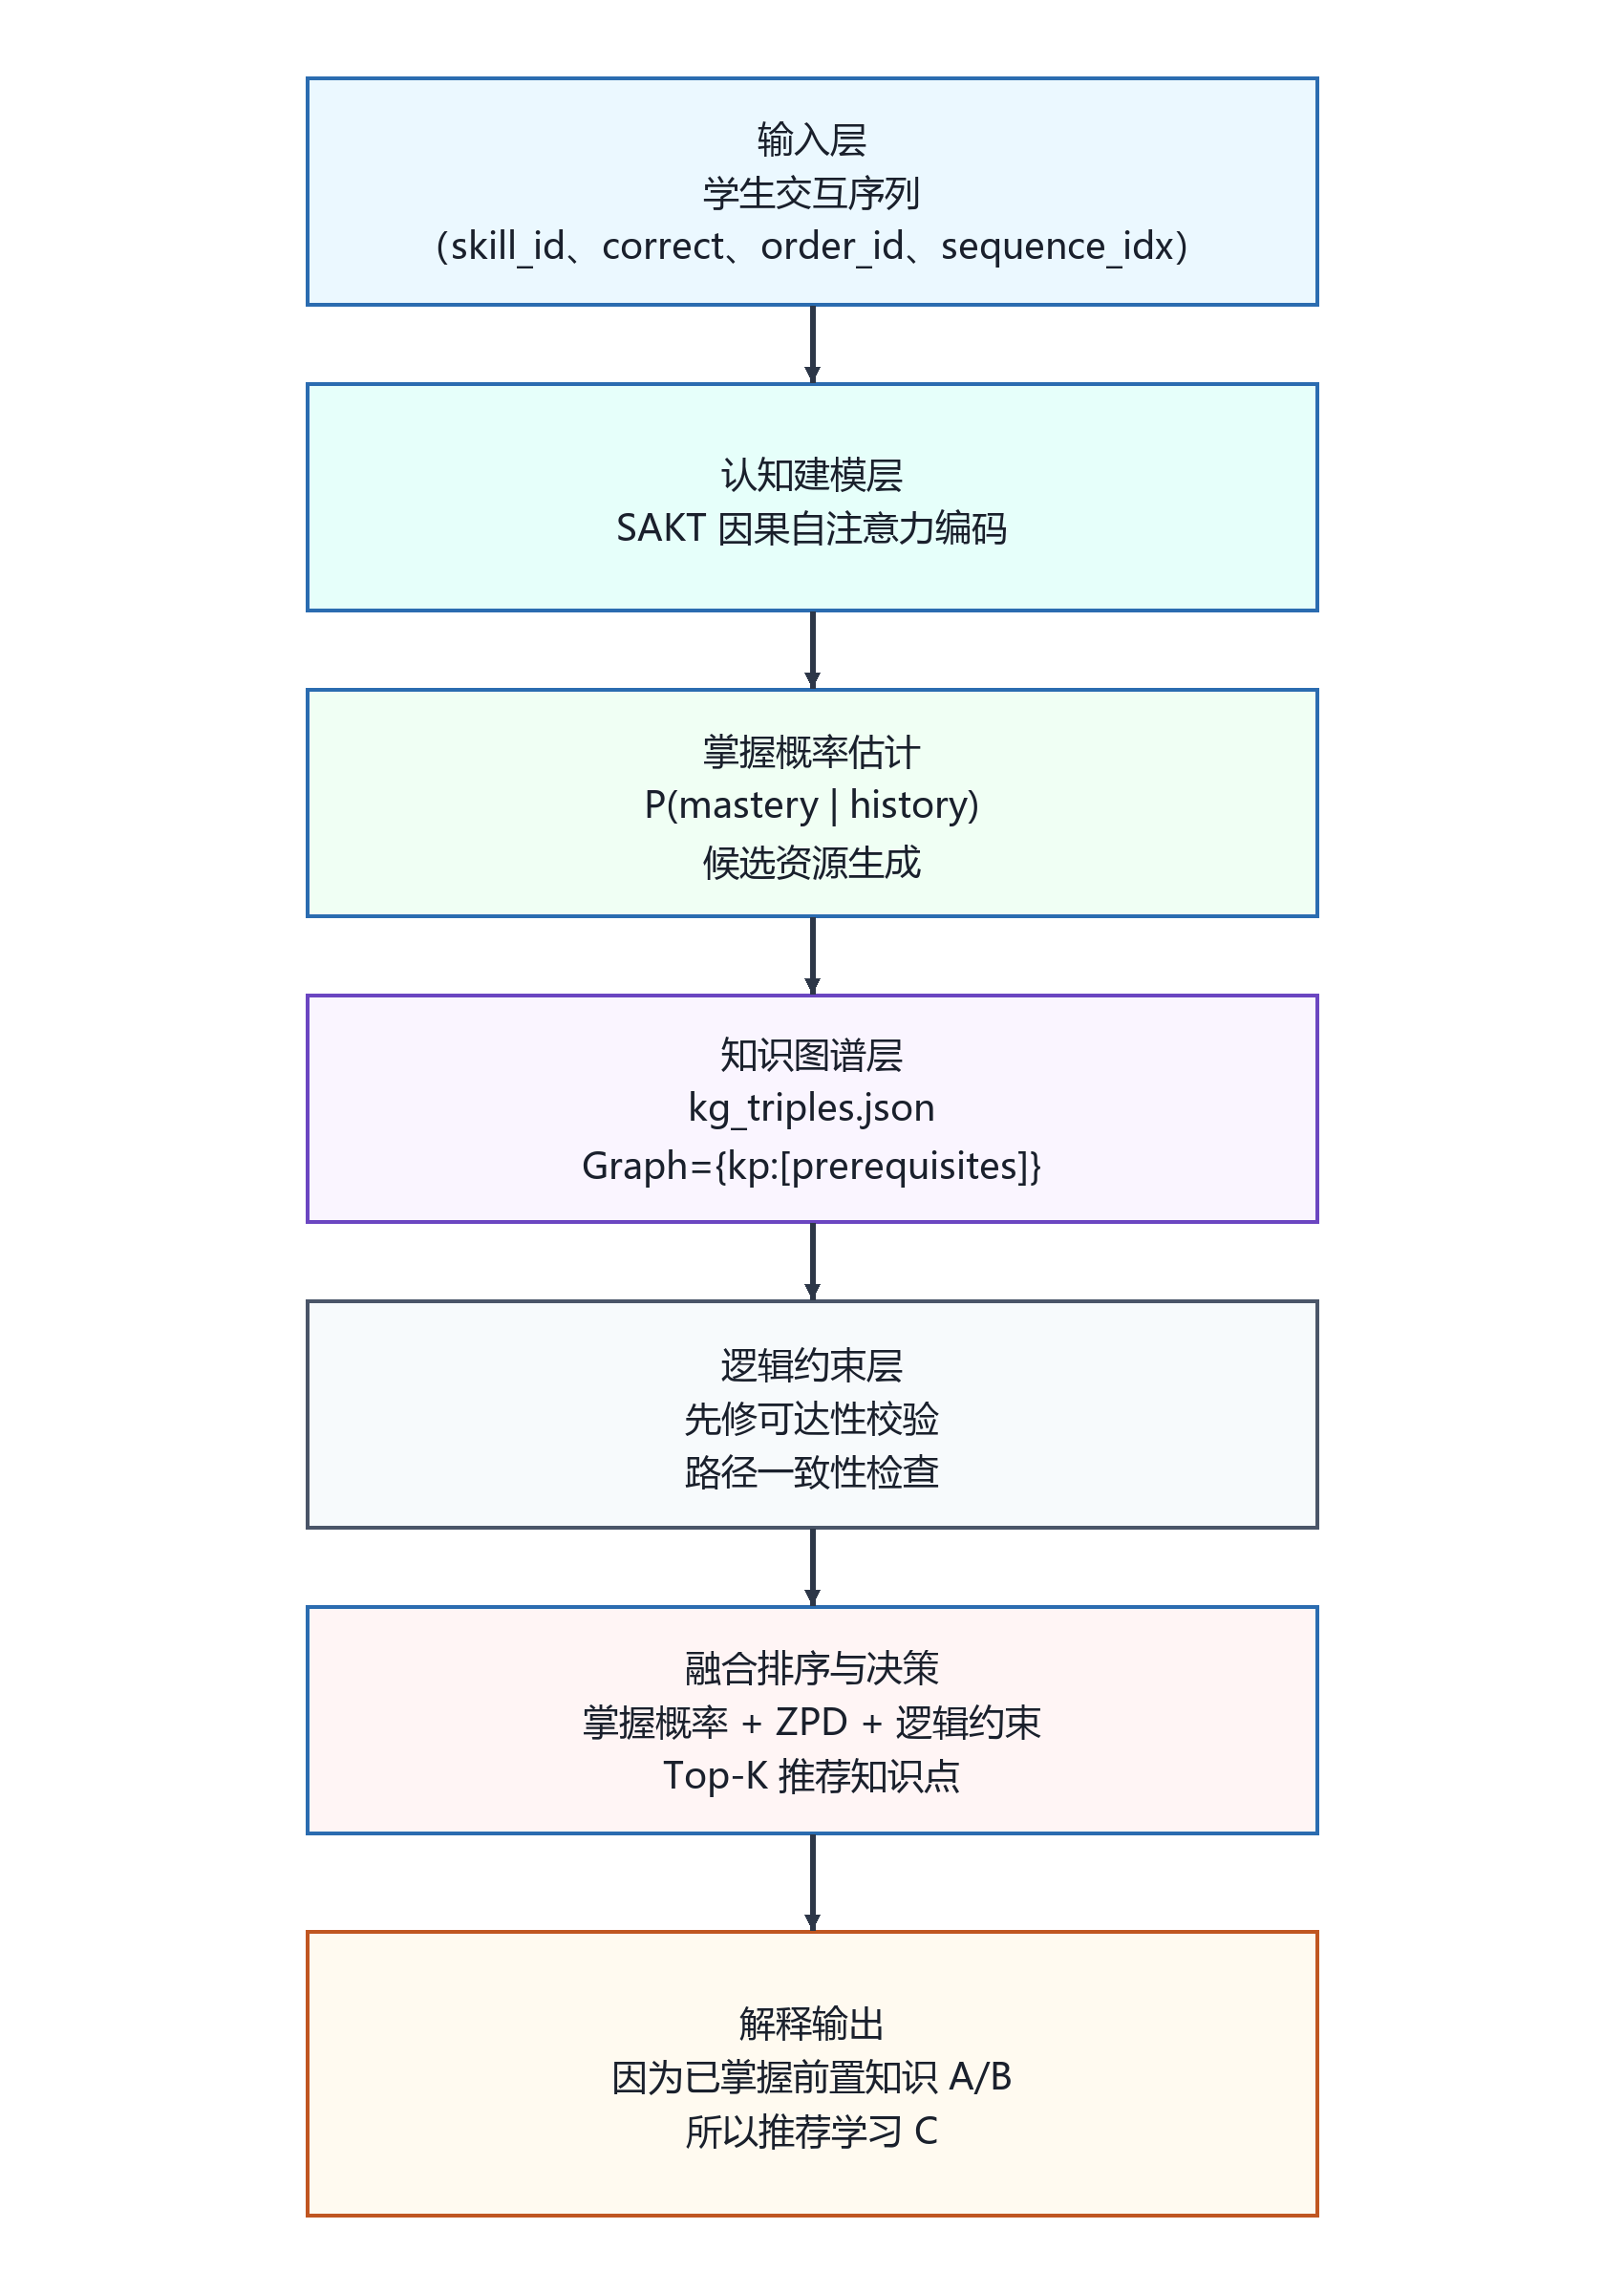 输入层
学生交互序列
（skill_id、correct、order_id、sequence_idx）
认知建模层
SAKT 因果自注意力编码
掌握概率估计
P(mastery | history)
候选资源生成
知识图谱层
kg_triples.json
Graph={kp:[prerequisites]}
逻辑约束层
先修可达性校验
路径一致性检查
融合排序与决策
掌握概率 + ZPD + 逻辑约束
Top-K 推荐知识点
解释输出
因为已掌握前置知识 A/B
所以推荐学习 C